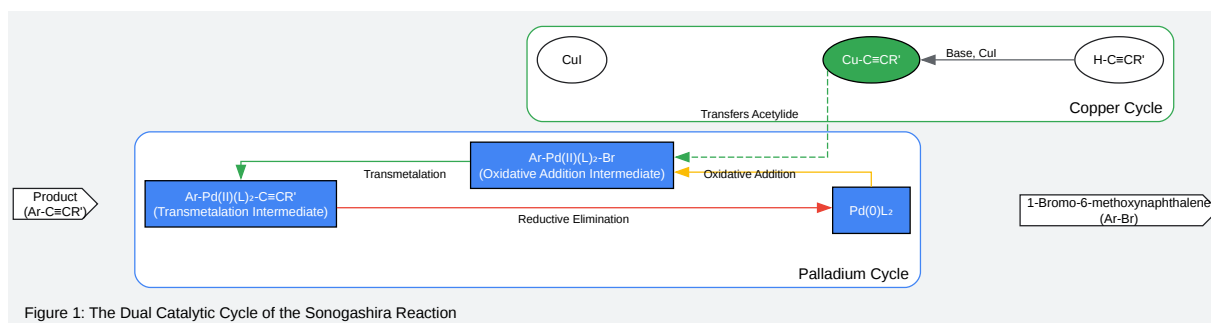 CuI
Cu-C≡CR'
Base, CuI
H-C≡CR'
Copper Cycle
Transfers Acetylide
Ar-Pd(II)(L)₂-Br
(Oxidative Addition Intermediate)
Transmetalation
Oxidative Addition
Product
(Ar-C≡CR')
Ar-Pd(II)(L)₂-C≡CR'
(Transmetalation Intermediate)
Reductive Elimination
Pd(0)L₂
1-Bromo-6-methoxynaphthalene
(Ar-Br)
Palladium Cycle
Figure 1: The Dual Catalytic Cycle of the Sonogashira Reaction